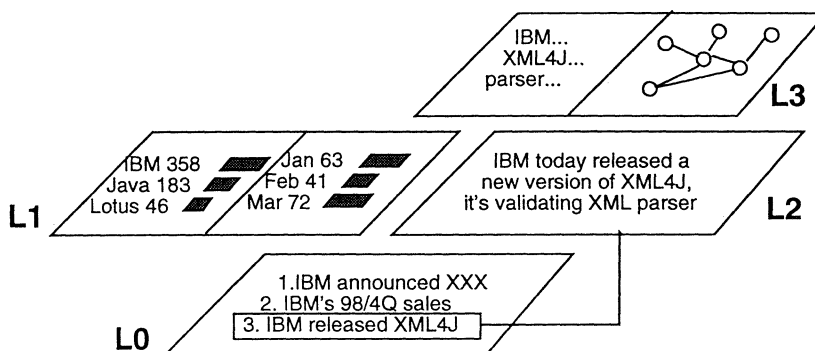 IBM...
XML4J...
parser...
L3
IBM 358
Java 183
Lotus 46
Jan 63
Feb 41
Mar 72
L1
IBM today released a
new version of XML4J,
it's validating XML parser
L2
1.IBM announced XXX
2. IBM's 98/4Q sales
3. IBM released XML4J
L0